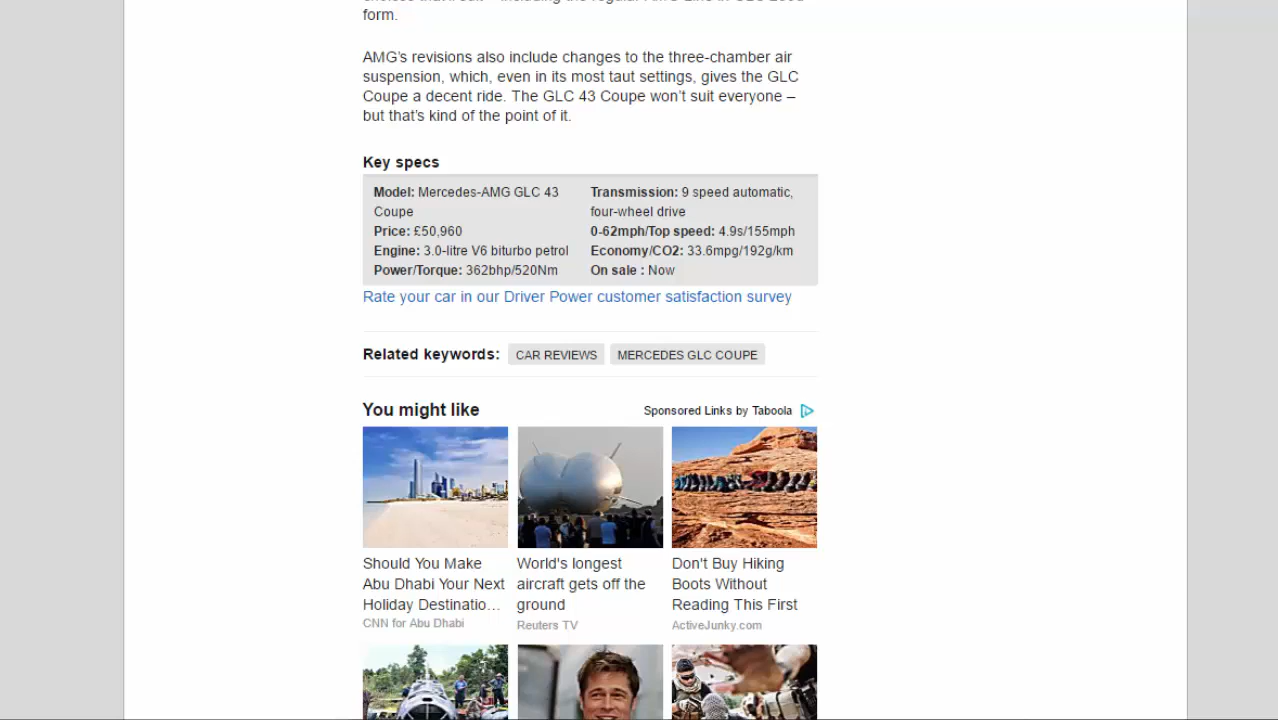 form.
AMG's revisions also include changes to the three-chamber air
suspension, which, even in its most taut settings, gives the GLC
Coupe a decent ride. The GLC 43 Coupe won't suit everyone –
but that's kind of the point of it.
Key specs
Model: Mercedes-AMG GLC 43
Coupe
Price: £50,960
Engine: 3.0-litre V6 biturbo petrol
Power/Torque: 362bhp/520Nm
Transmission: 9 speed automatic,
four-wheel drive
0-62mph/Top speed: 4.9s/155mph
Economy/CO2: 33.6mpg/192g/km
On sale : Now
Rate your car in our Driver Power customer satisfaction survey
Related keywords: CAR REVIEWS MERCEDES GLC COUPE
You might like
Sponsored Links by Taboola
Should You Make
Abu Dhabi Your Next
Holiday Destinatio…
CNN for Abu Dhabi
World's longest
aircraft gets off the
ground
Reuters TV
Don't Buy Hiking
Boots Without
Reading This First
ActiveJunky.com